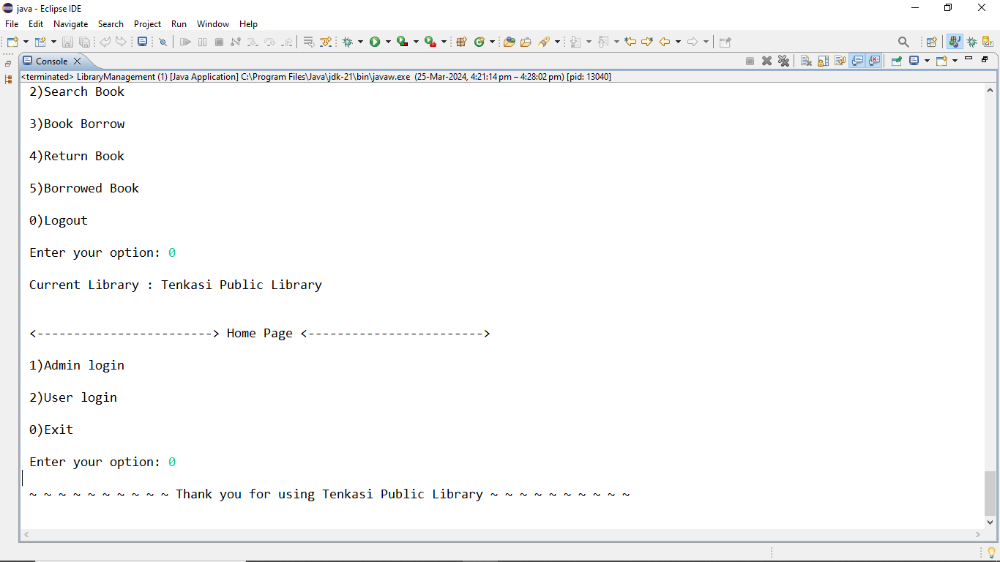 java - Eclipse IDE
File Edit Navigate Search Project Run Window Help
Console
<terminated> LibraryManagement (1) [Java Application] C:\Program Files\Java\jdk-21\bin\javaw.exe (25-Mar-2024, 4:21:14 pm – 4:28:02 pm) [pid: 13040]
2)Search Book
3)Book Borrow
4)Return Book
5)Borrowed Book
0)Logout
Enter your option: 0
Current Library : Tenkasi Public Library
<------------------------> Home Page <------------------------>
1)Admin login
2)User login
0)Exit
Enter your option: 0
~ ~ ~ ~ ~ ~ ~ ~ ~ ~ Thank you for using Tenkasi Public Library ~ ~ ~ ~ ~ ~ ~ ~ ~ ~